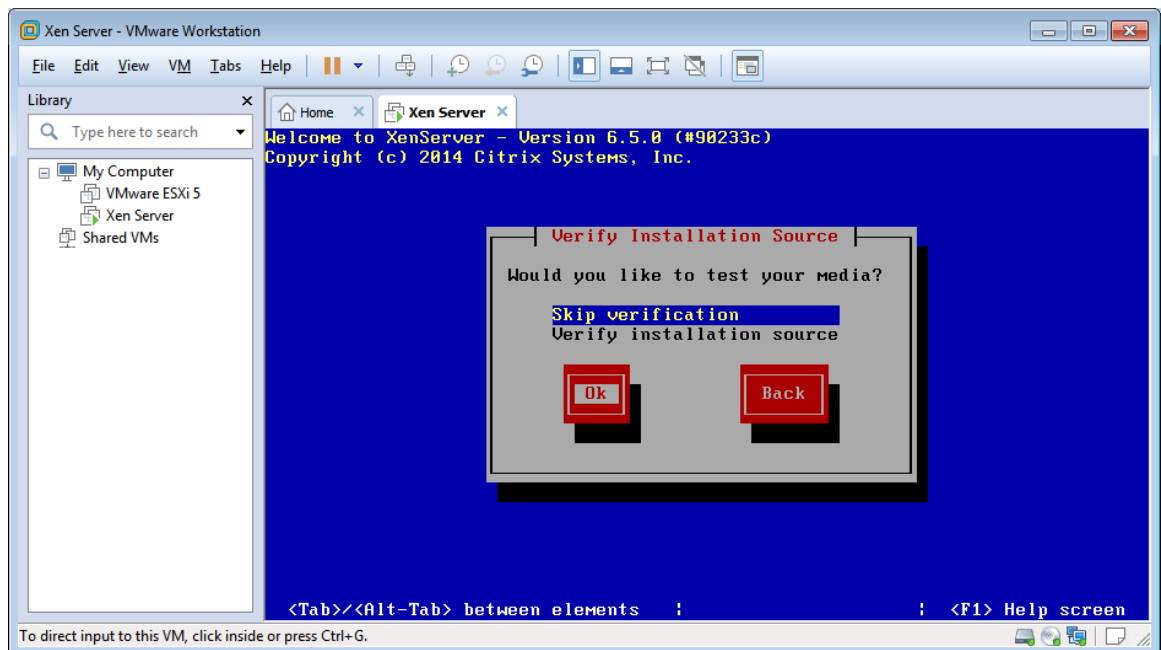 Xen Server - VMware Workstation
File Edit View VM Tabs Help
Library
Home
Xen Server
Type here to search
My Computer
VMware ESXi 5
Xen Server
Shared VMs
Welcome to XenServer - Version 6.5.0 (#90233c)
Copyright (c) 2014 Citrix Systems, Inc.
Verify Installation Source
Would you like to test your media?
Skip verification
Verify installation source
Ok Back
<Tab>/<Alt-Tab> between elements ¦ ¦ <F1> Help screen
To direct input to this VM, click inside or press Ctrl+G.